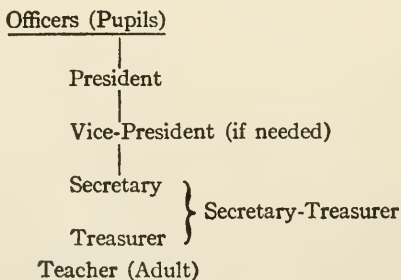 Officers (Pupils)
President
Vice-President (if needed)
Secretary
Secretary-Treasurer
Treasurer
Teacher (Adult)